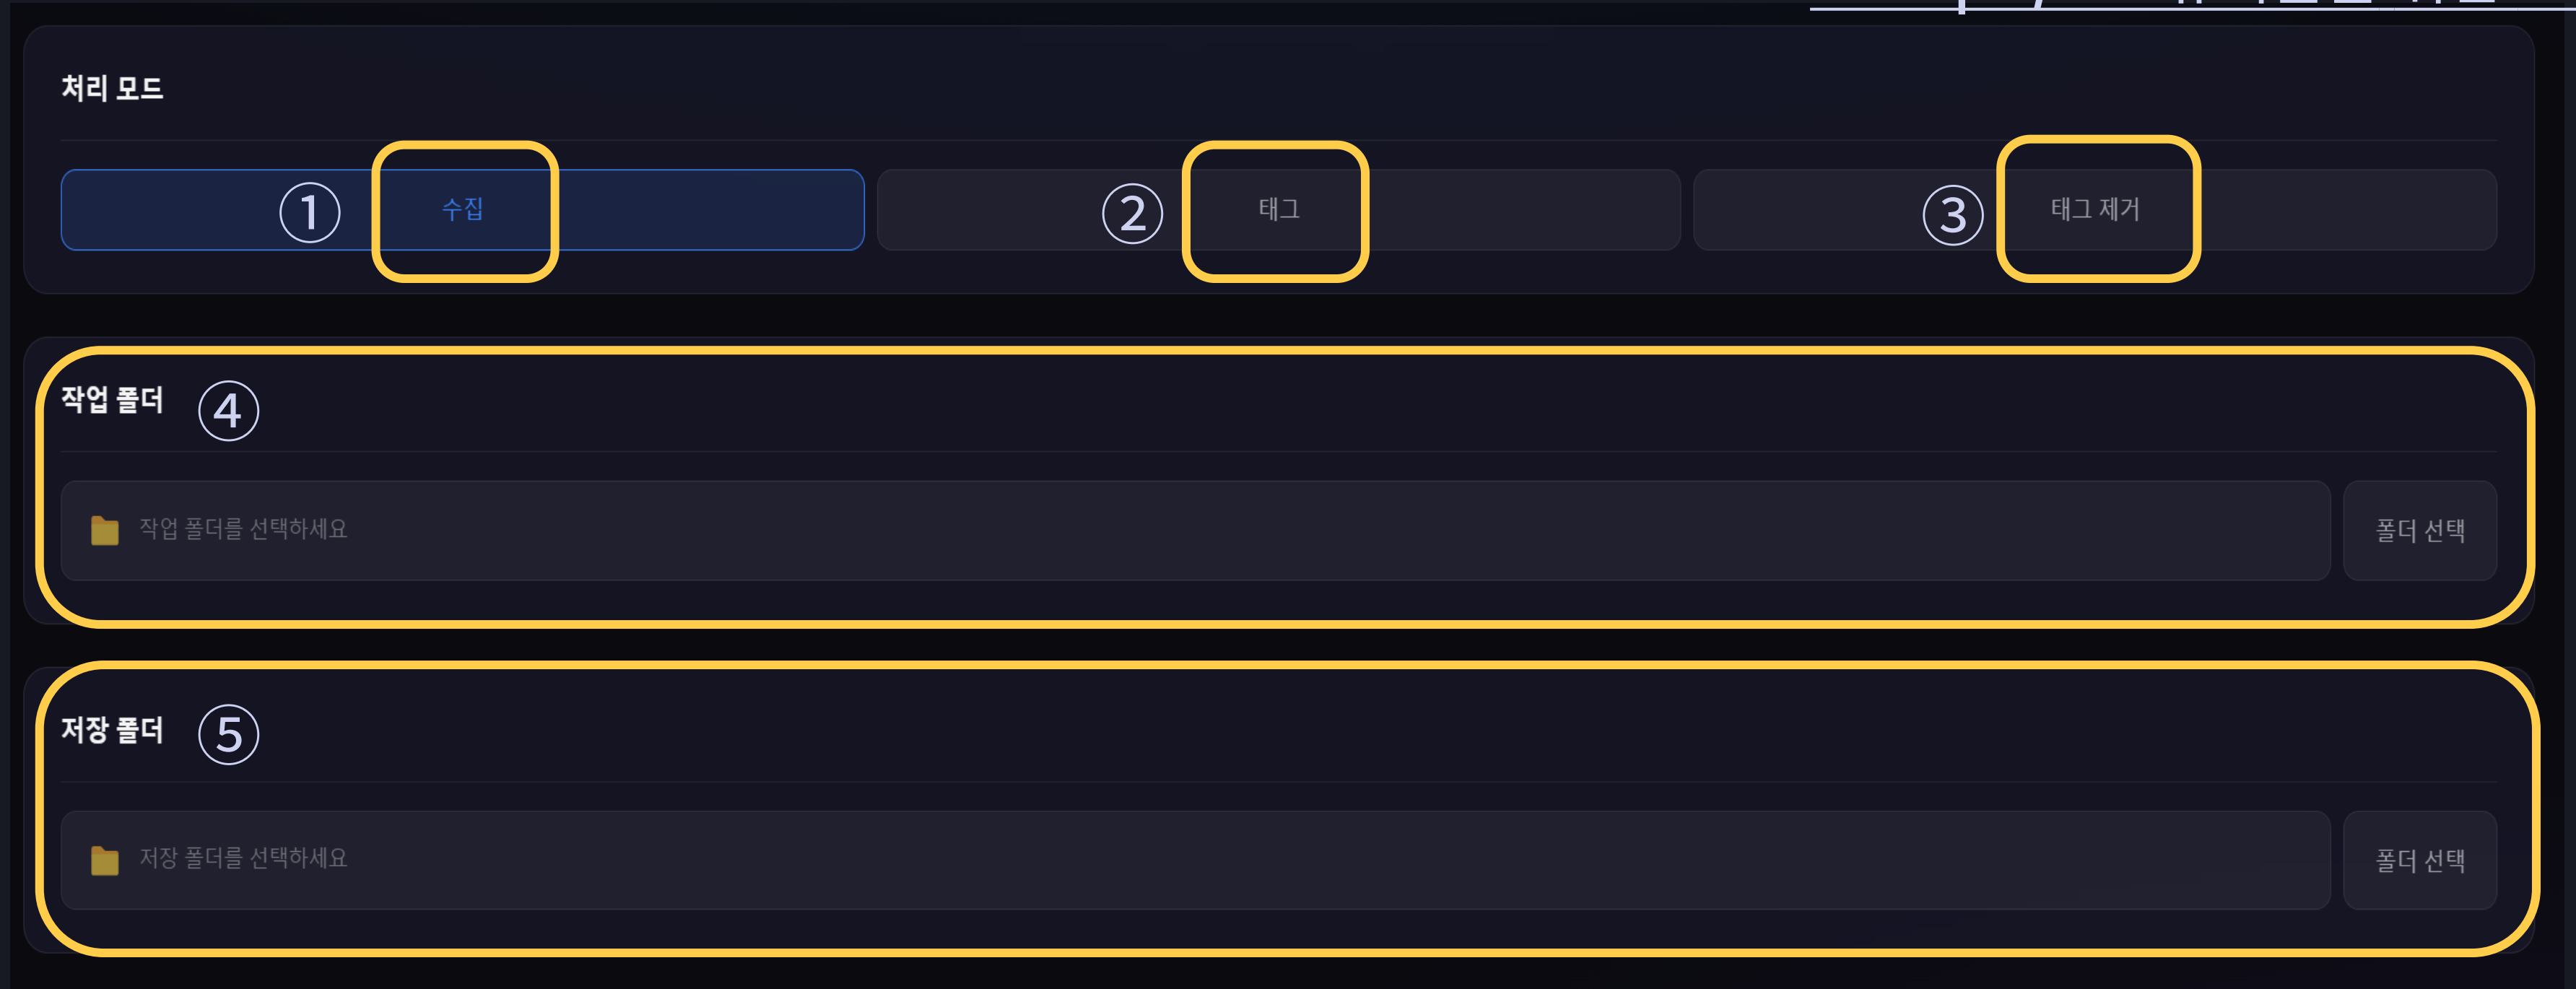 처리 모드
① 수집 ② 태그 ③ 태그 제거
작업 폴더 ④
작업 폴더를 선택하세요 폴더 선택
저장 폴더 ⑤
저장 폴더를 선택하세요 폴더 선택